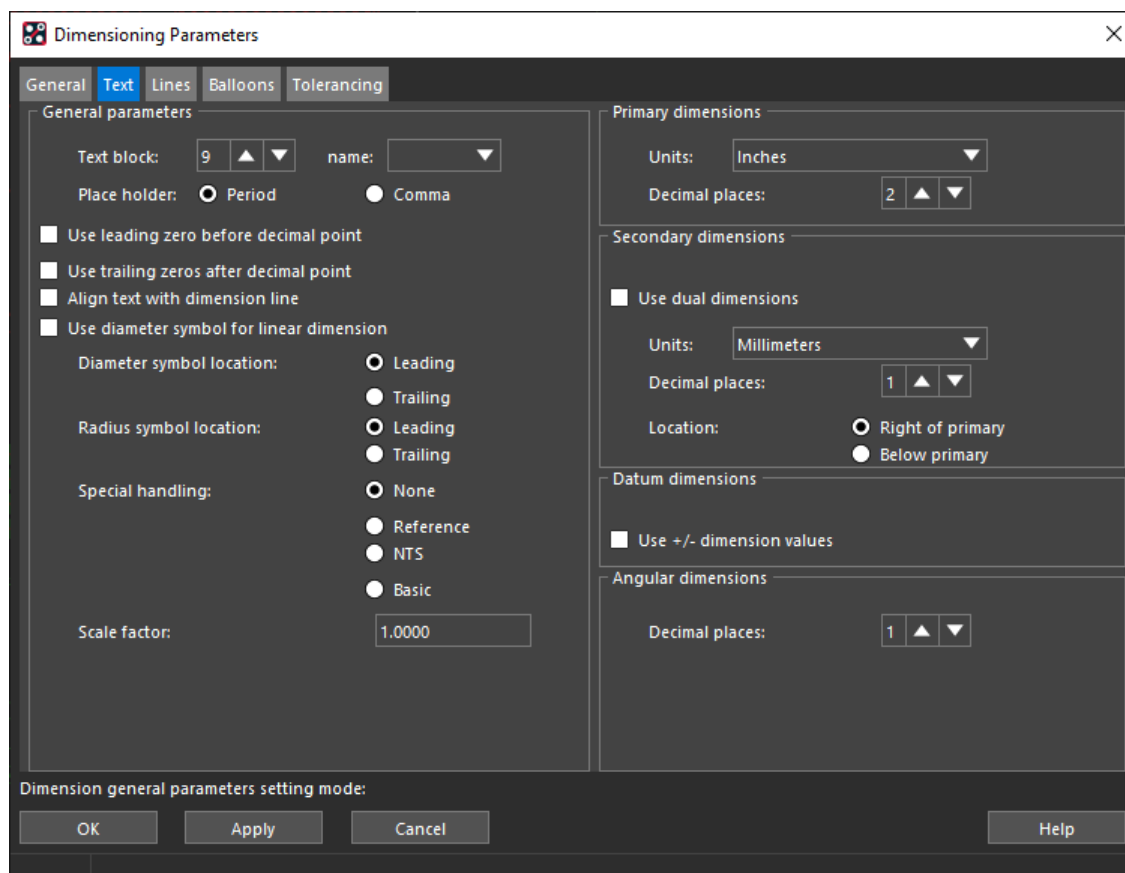 Dimensioning Parameters
General Text Lines Balloons Tolerancing
General parameters
Text block: 9 name:
Place holder: Period Comma
Use leading zero before decimal point
Use trailing zeros after decimal point
Align text with dimension line
Use diameter symbol for linear dimension
Diameter symbol location: Leading
Trailing
Radius symbol location: Leading
Trailing
Special handling: None
Reference
NTS
Basic
Scale factor: 1.0000
Primary dimensions
Units: Inches
Decimal places: 2
Secondary dimensions
Use dual dimensions
Units: Millimeters
Decimal places: 1
Location: Right of primary
Below primary
Datum dimensions
Use +/- dimension values
Angular dimensions
Decimal places: 1
Dimension general parameters setting mode:
OK Apply Cancel Help